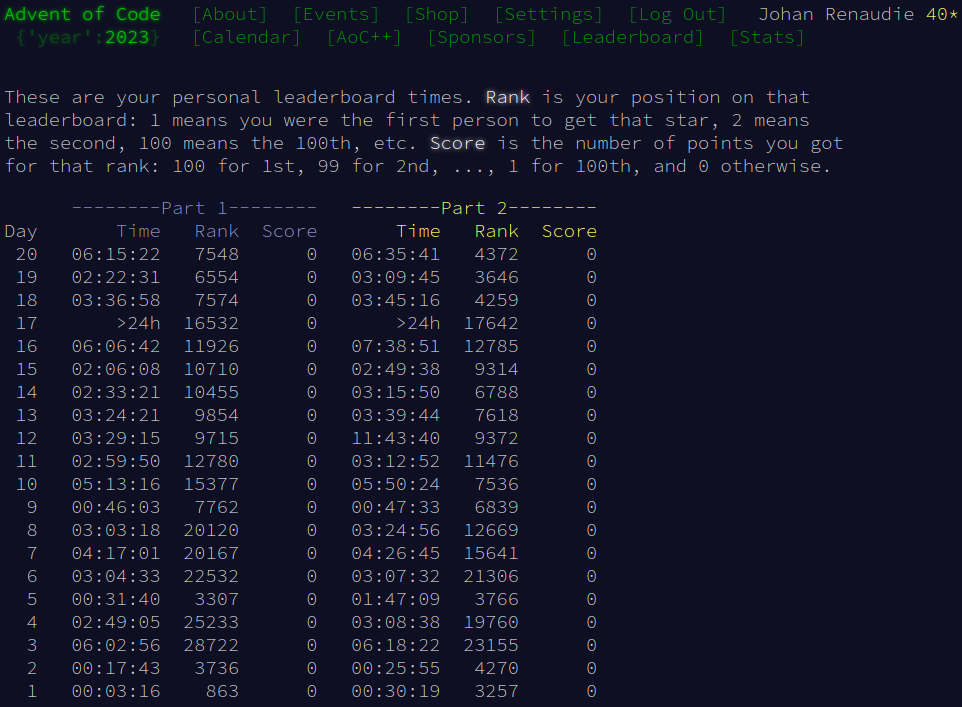 Advent of Code [About] [Events] [Shop] [Settings] [Log Out] Johan Renaudie 40*
{'year':2023} [Calendar] [AoC++] [Sponsors] [Leaderboard] [Stats]
These are your personal leaderboard times. Rank is your position on that
leaderboard: 1 means you were the first person to get that star, 2 means
the second, 100 means the 100th, etc. Score is the number of points you got
for that rank: 100 for 1st, 99 for 2nd, ..., 1 for 100th, and 0 otherwise.
--------Part 1-------- --------Part 2--------
Day Time Rank Score Time Rank Score
20 06:15:22 7548 0 06:35:41 4372 0
19 02:22:31 6554 0 03:09:45 3646 0
18 03:36:58 7574 0 03:45:16 4259 0
17 >24h 16532 0 >24h 17642 0
16 06:06:42 11926 0 07:38:51 12785 0
15 02:06:08 10710 0 02:49:38 9314 0
14 02:33:21 10455 0 03:15:50 6788 0
13 03:24:21 9854 0 03:39:44 7618 0
12 03:29:15 9715 0 11:43:40 9372 0
11 02:59:50 12780 0 03:12:52 11476 0
10 05:13:16 15377 0 05:50:24 7536 0
9 00:46:03 7762 0 00:47:33 6839 0
8 03:03:18 20120 0 03:24:56 12669 0
7 04:17:01 20167 0 04:26:45 15641 0
6 03:04:33 22532 0 03:07:32 21306 0
5 00:31:40 3307 0 01:47:09 3766 0
4 02:49:05 25233 0 03:08:38 19760 0
3 06:02:56 28722 0 06:18:22 23155 0
2 00:17:43 3736 0 00:25:55 4270 0
1 00:03:16 863 0 00:30:19 3257 0